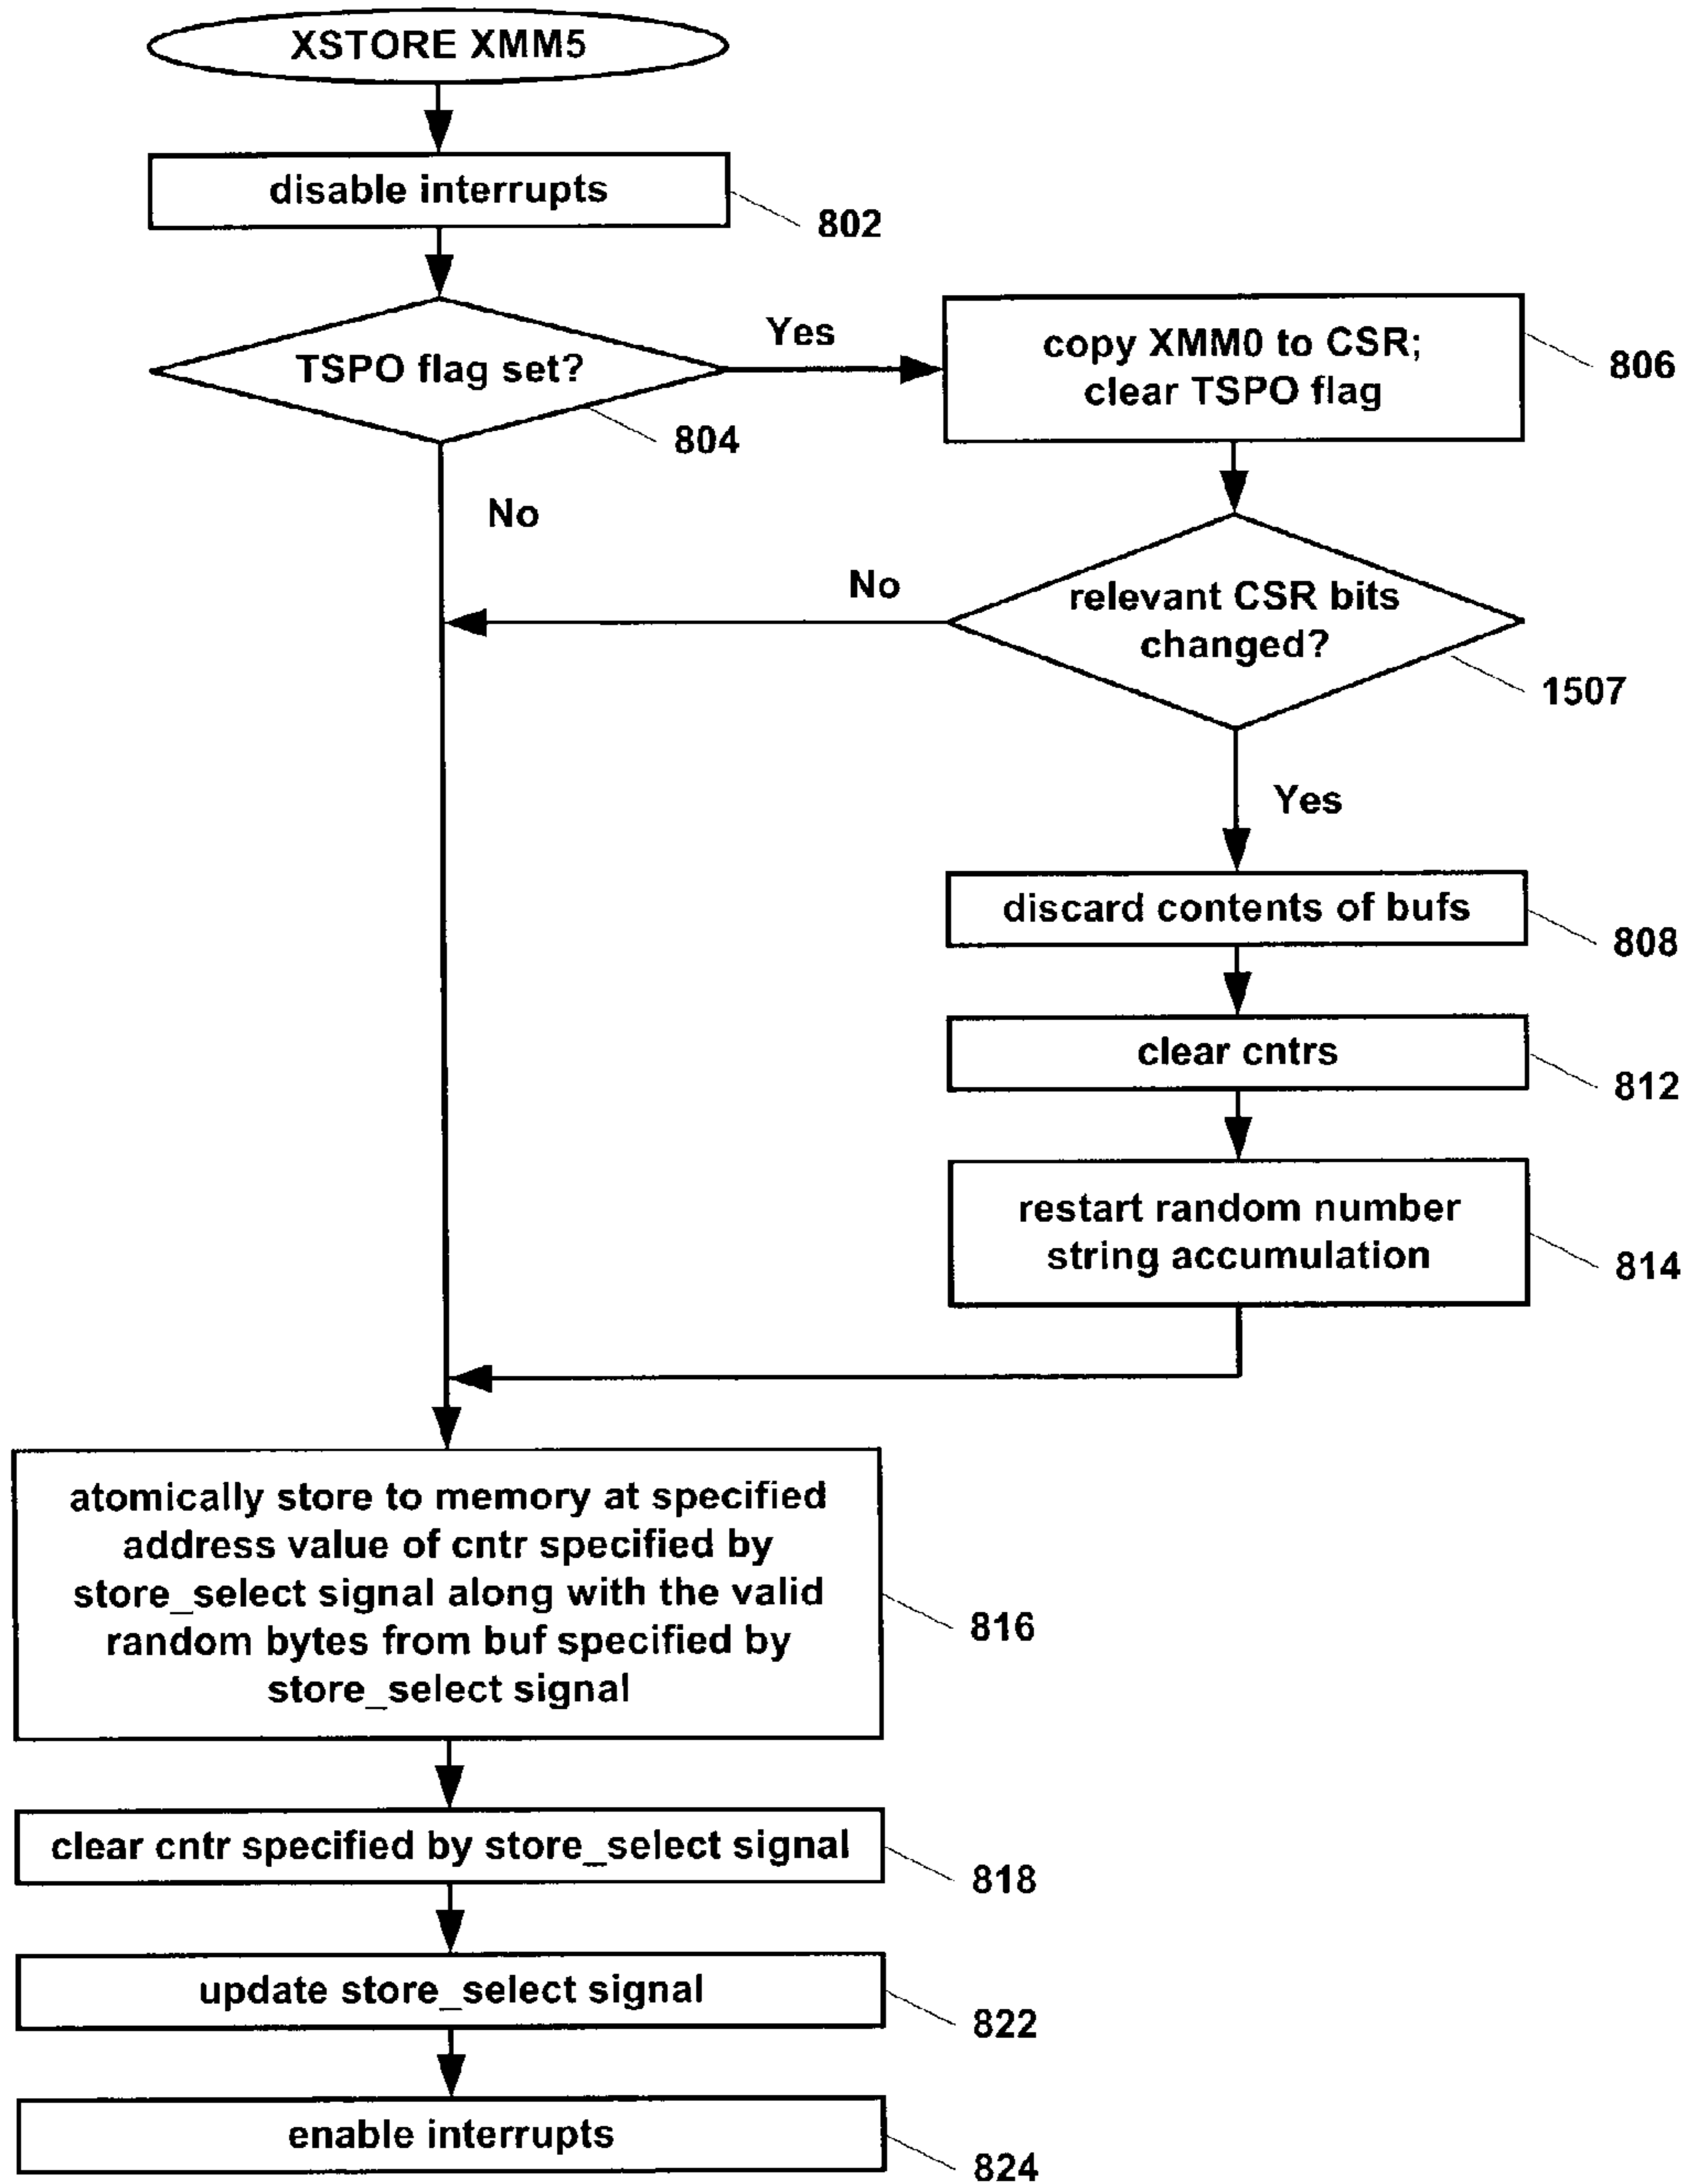 XSTORE XMM5
disable interrupts
802
TSPO flag set?
804
Yes
copy XMM0 to CSR;
clear TSPO flag
806
No
No
relevant CSR bits
changed?
1507
Yes
discard contents of bufs
808
clear cntrs
812
restart random number
string accumulation
814
atomically store to memory at specified
address value of cntr specified by
store_select signal along with the valid
random bytes from buf specified by
store_select signal
816
clear cntr specified by store_select signal
818
update store_select signal
822
enable interrupts
824